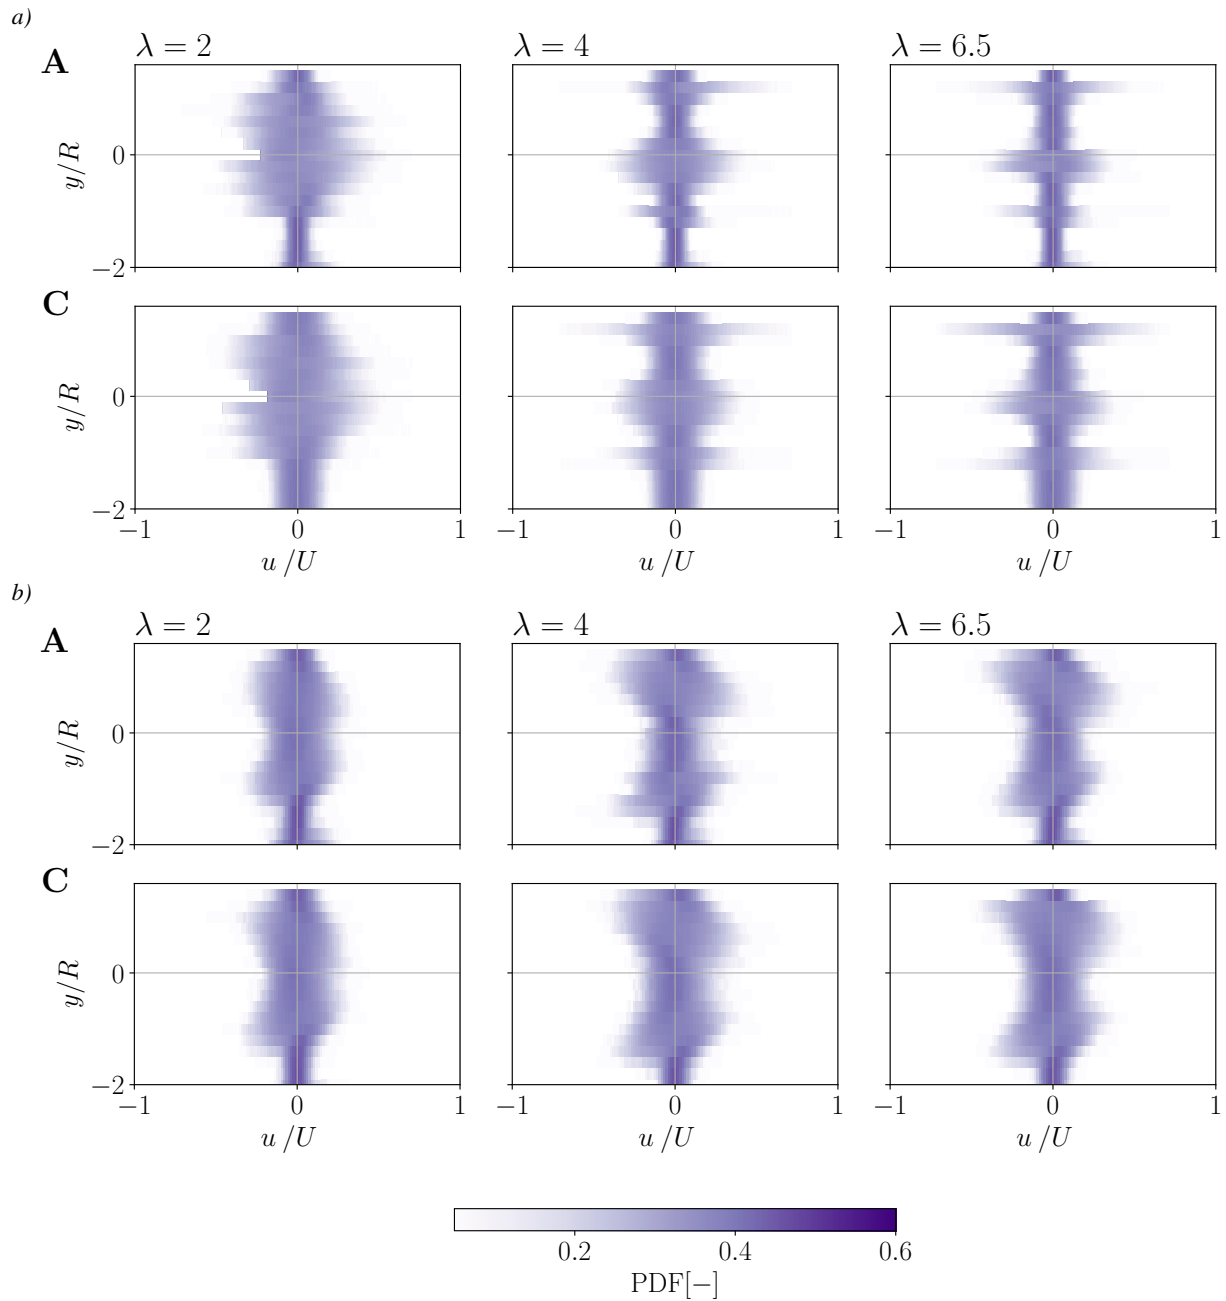 a)
λ = 2 λ = 4 λ = 6.5
A
y/R
0
−2
C
y/R
0
−2
−1 0 1 −1 0 1 −1 0 1
u /U u /U u /U
b)
λ = 2 λ = 4 λ = 6.5
A
y/R
0
−2
C
y/R
0
−2
−1 0 1 −1 0 1 −1 0 1
u /U u /U u /U
0.2 0.4 0.6
PDF[−]